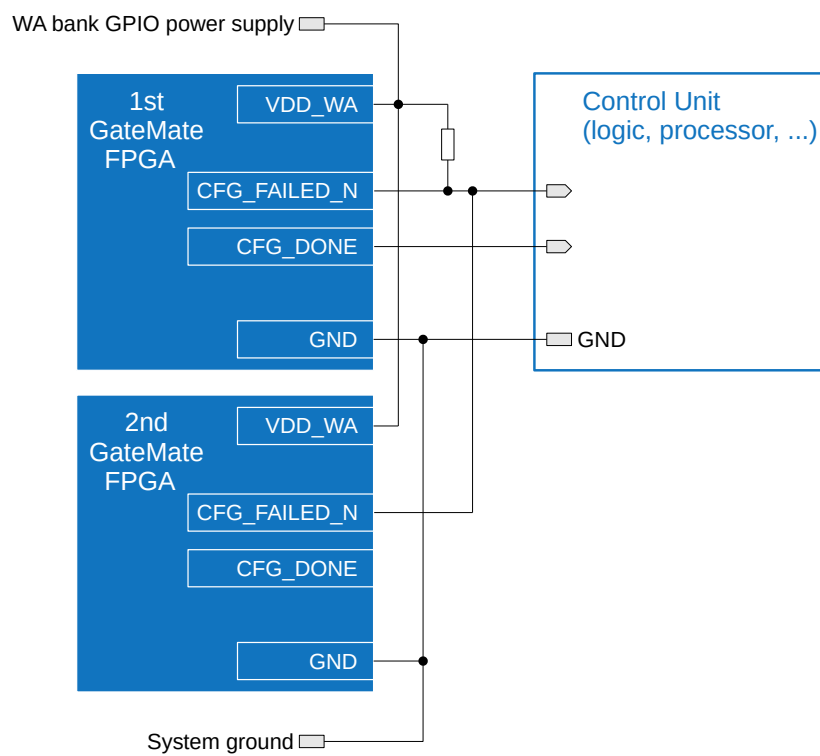 WA bank GPIO power supply
1st
GateMate
FPGA
VDD_WA
CFG_FAILED_N
CFG_DONE
GND
Control Unit
(logic, processor, ...)
GND
2nd
GateMate
FPGA
VDD_WA
CFG_FAILED_N
CFG_DONE
GND
System ground